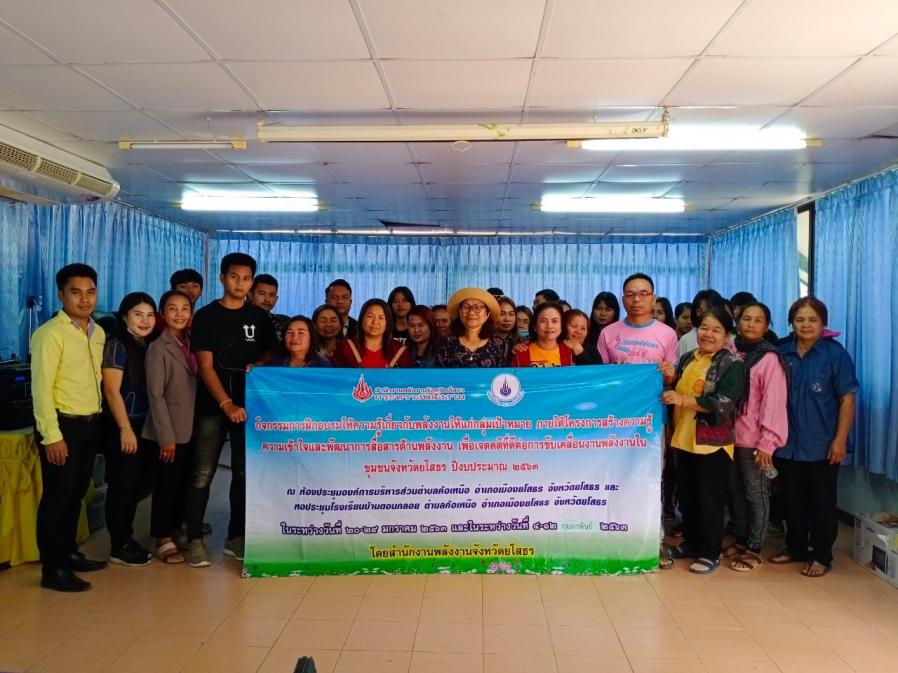 สำนักงานพลังงานจังหวัดยโสธร
กระทรวงพลังงาน
กิจกรรมการฝึกอบรมให้ความรู้เกี่ยวกับพลังงานให้แก่กลุ่มเป้าหมาย ภายใต้โครงการสร้างความรู้
ความเข้าใจและพัฒนาการสื่อสารด้านพลังงาน เพื่อเจตคติที่ดีต่อการขับเคลื่อนงานพลังงานใน
ชุมชนจังหวัดยโสธร ปีงบประมาณ ๒๕๖๓
ณ ห้องประชุมองค์การบริหารส่วนตำบลค้อเหนือ อำเภอเมืองยโสธร จังหวัดยโสธร และ
หอประชุมโรงเรียนบ้านดอนกลอย ตำบลค้อเหนือ อำเภอเมืองยโสธร จังหวัดยโสธร
ในระหว่างวันที่ ๒๐-๒๙ มกราคม ๒๕๖๓ และในระหว่างวันที่ ๔-๑๒ กุมภาพันธ์ ๒๕๖๓
โดยสำนักงานพลังงานจังหวัดยโสธร